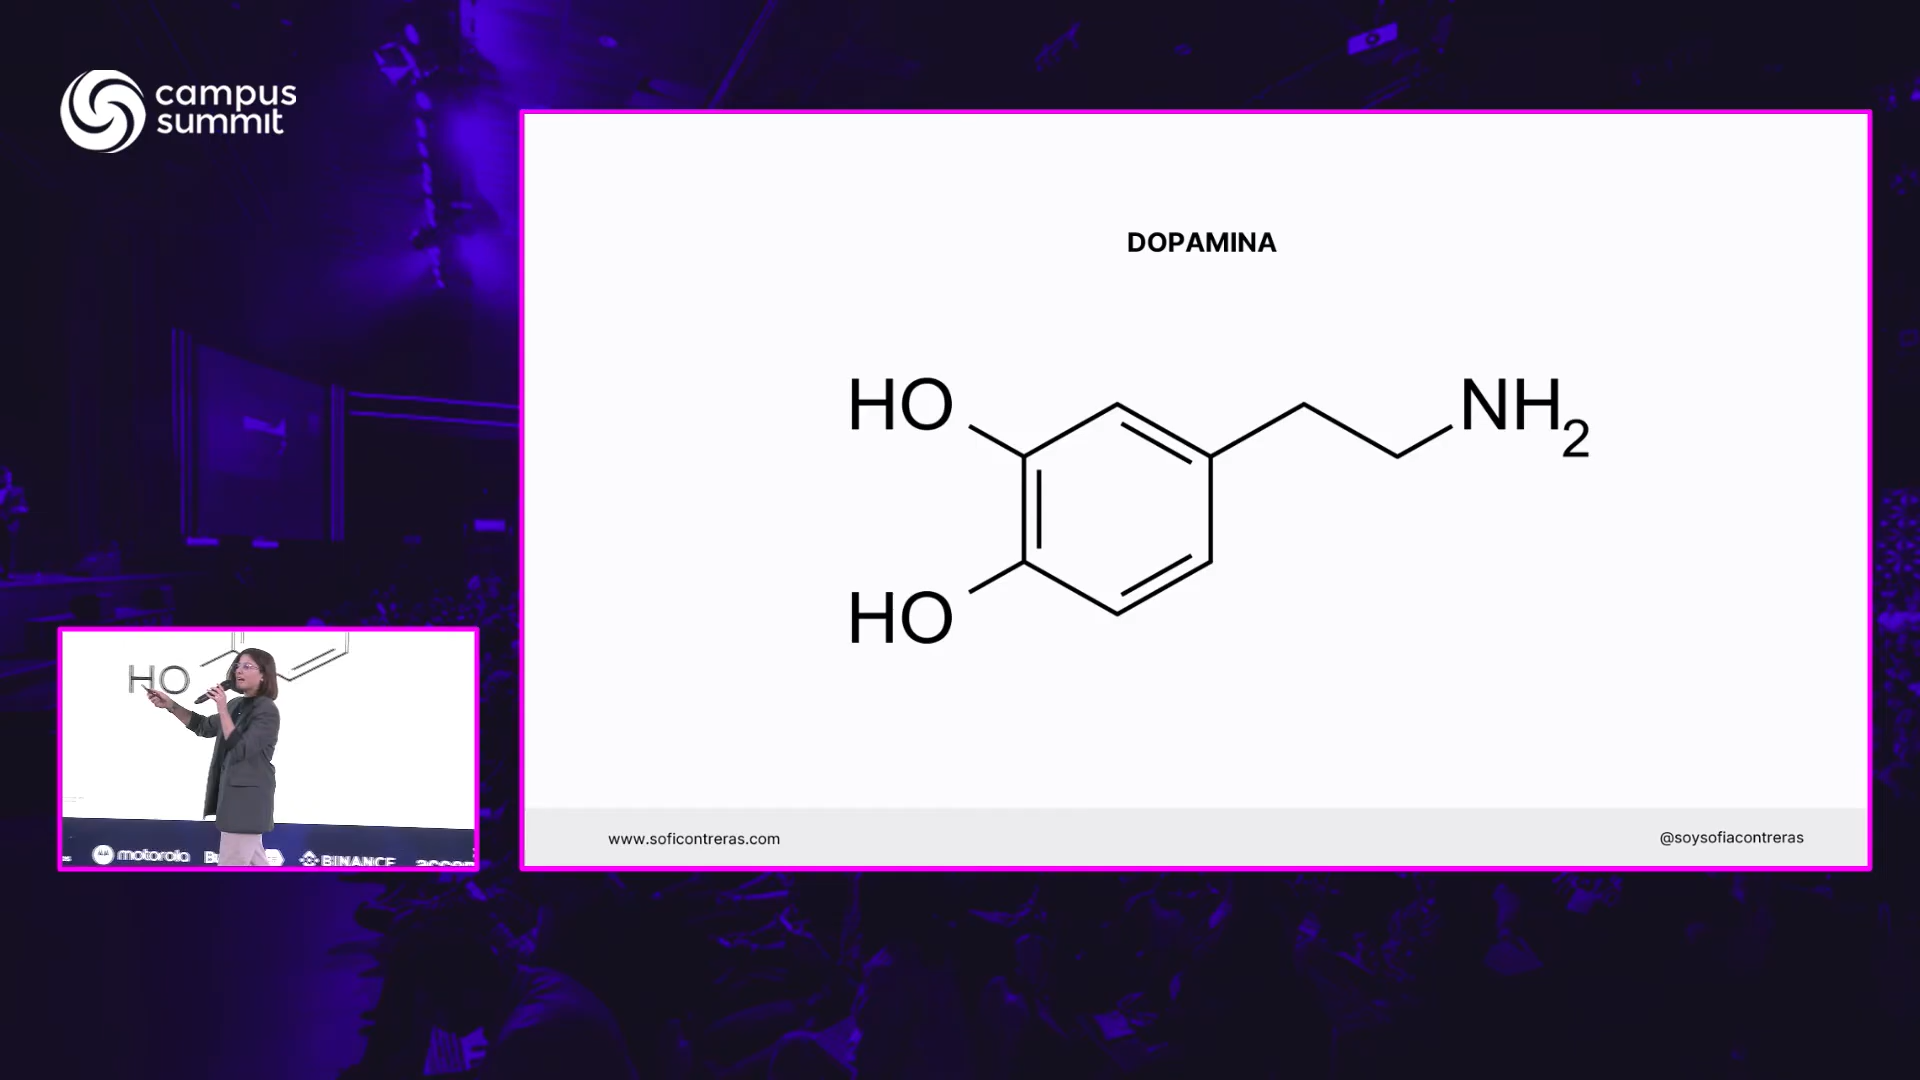 campus
summit
DOPAMINA
HO
NH2
HO
www.soficontreras.com
@soysofiacontreras
HO
motorola
BINANCE